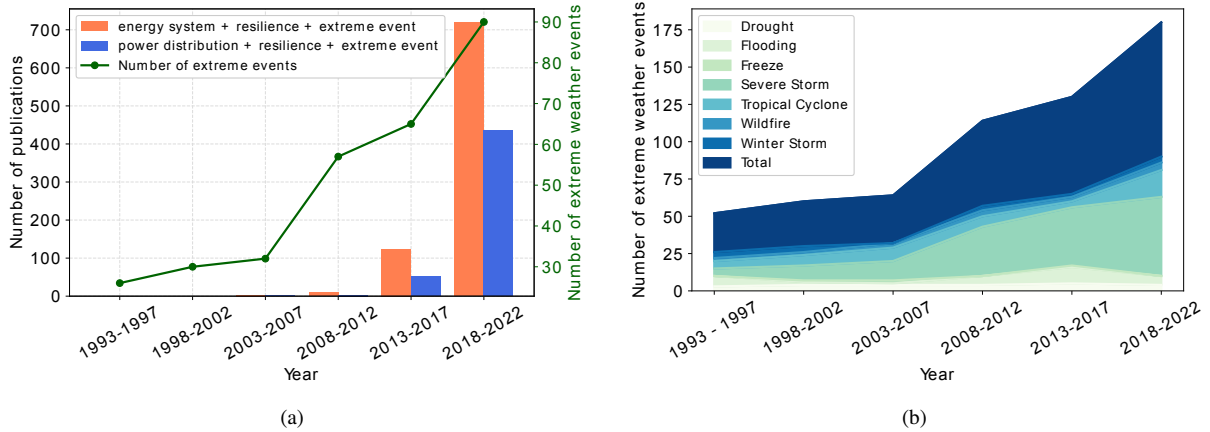 energy system + resilience + extreme event
power distribution + resilience + extreme event
Number of extreme events
Number of publications
0
100
200
300
400
500
600
700
30
40
50
60
70
80
90
Number of extreme weather events
1993-1997
1998-2002
2003-2007
2008-2012
2013-2017
2018-2022
Year
(a)
Drought
Flooding
Freeze
Severe Storm
Tropical Cyclone
Wildfire
Winter Storm
Total
Number of extreme weather events
0
25
50
75
100
125
150
175
1993 - 1997
1998-2002
2003-2007
2008-2012
2013-2017
2018-2022
Year
(b)